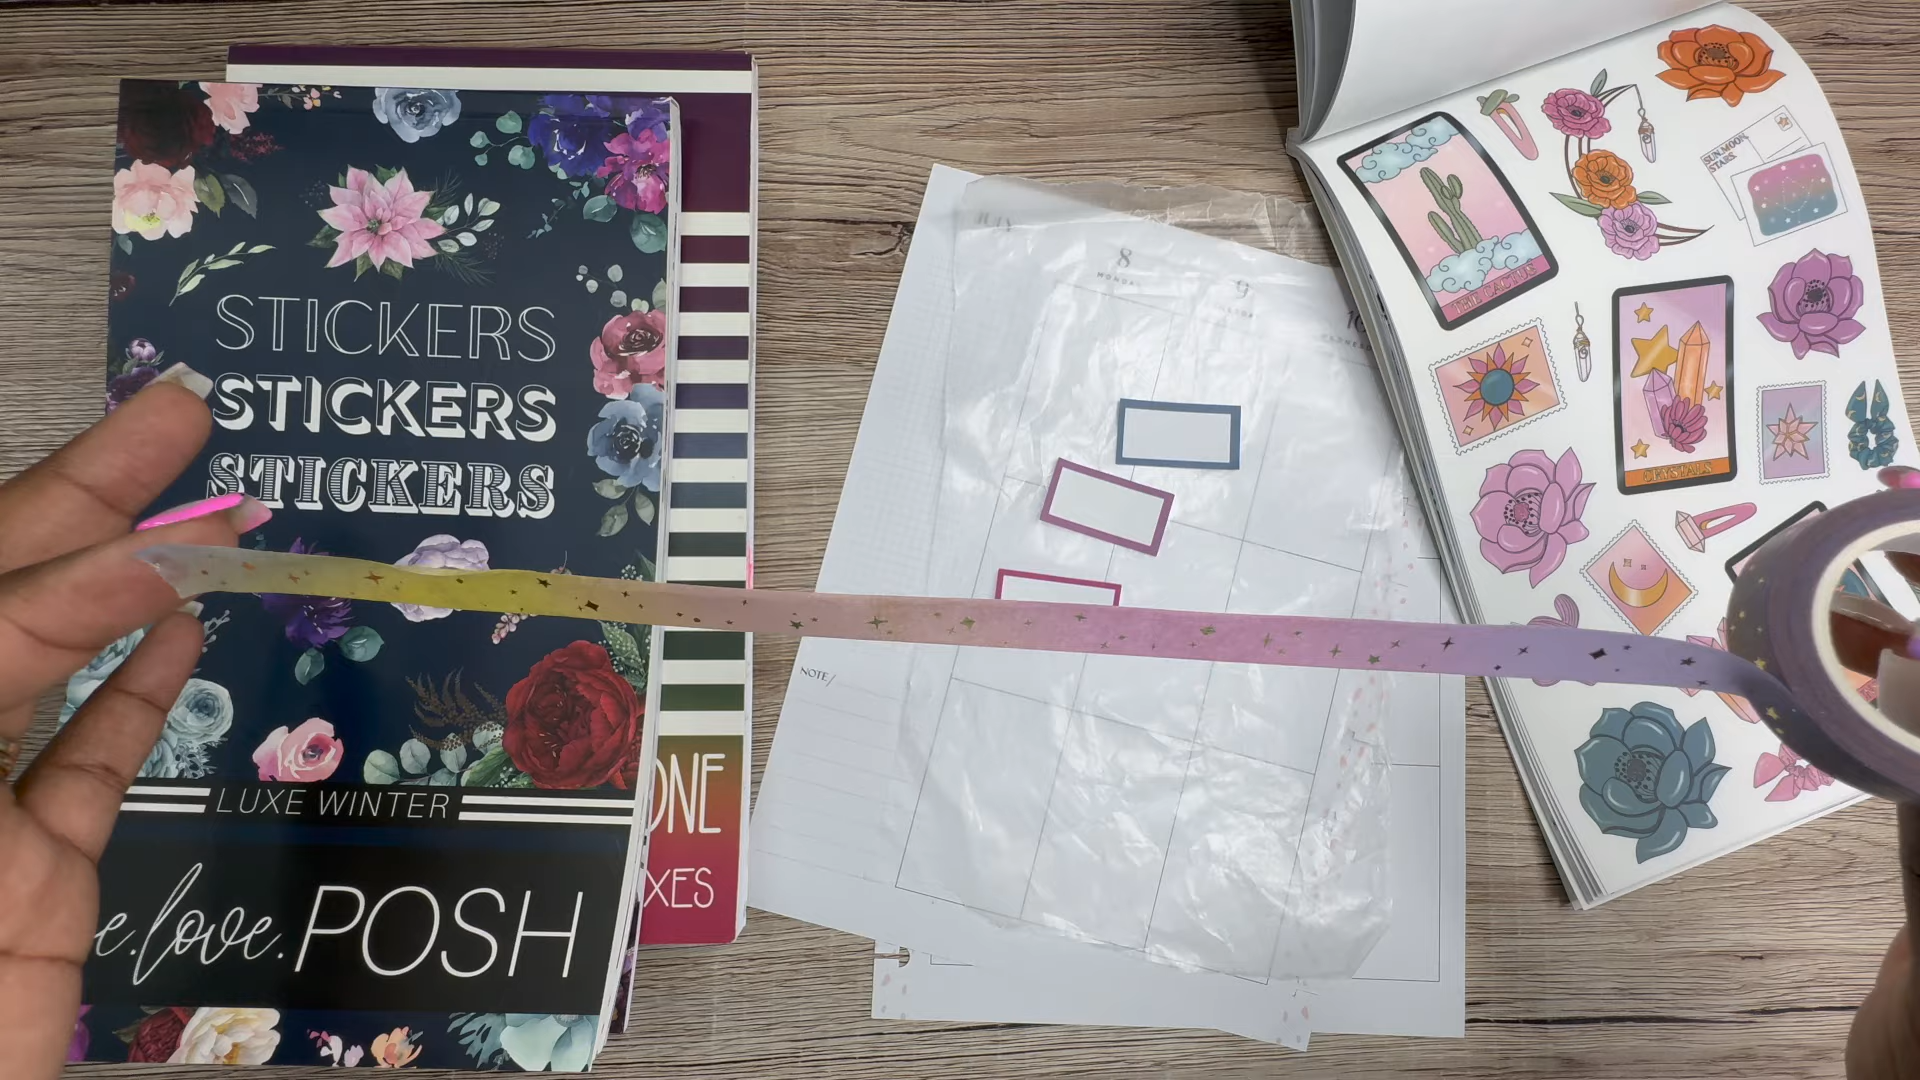 STICKERS
STICKERS
STICKERS
LUXE WINTER
e.love.POSH
ONE
XES
8
MONDAY
9
10
NOTE/
THE CACTUS
SUN, MOON,
STARS,
CRYSTALS